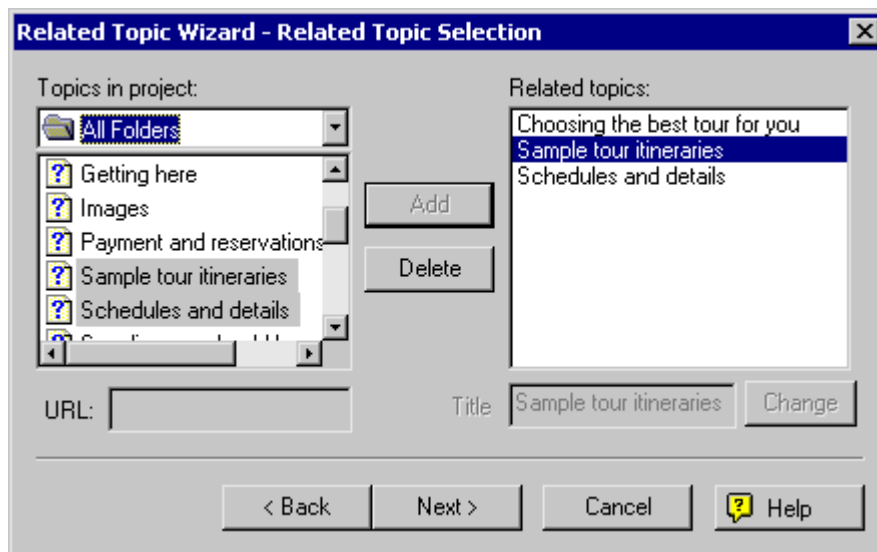 Related Topic Wizard - Related Topic Selection
Topics in project:
All Folders
Getting here
Images
Payment and reservations
Sample tour itineraries
Schedules and details
URL:
Add
Delete
Related topics:
Choosing the best tour for you
Sample tour itineraries
Schedules and details
Title
Sample tour itineraries
Change
< Back
Next >
Cancel
Help